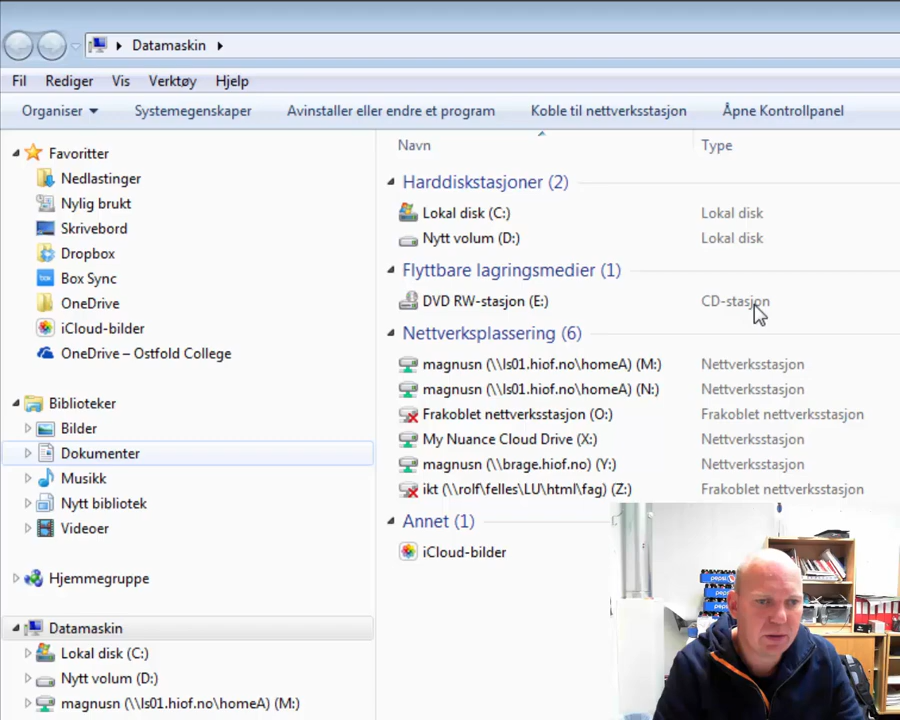 Datamaskin
Fil Rediger Vis Verktøy Hjelp
Organiser Systemegenskaper Avinstaller eller endre et program Koble til nettverksstasjon Åpne Kontrollpanel
Favoritter
Nedlastinger
Nylig brukt
Skrivebord
Dropbox
box Box Sync
OneDrive
iCloud-bilder
OneDrive – Ostfold College
Biblioteker
Bilder
Dokumenter
Musikk
Nytt bibliotek
Videoer
Hjemmegruppe
Datamaskin
Lokal disk (C:)
Nytt volum (D:)
magnusn (\\ls01.hiof.no\homeA) (M:)
Navn Type
Harddiskstasjoner (2)
Lokal disk (C:) Lokal disk
Nytt volum (D:) Lokal disk
Flyttbare lagringsmedier (1)
DVD RW-stasjon (E:) CD-stasjon
Nettverksplassering (6)
magnusn (\\ls01.hiof.no\homeA) (M:) Nettverksstasjon
magnusn (\\ls01.hiof.no\homeA) (N:) Nettverksstasjon
Frakoblet nettverksstasjon (O:) Frakoblet nettverksstasjon
My Nuance Cloud Drive (X:) Nettverksstasjon
magnusn (\\brage.hiof.no) (Y:) Nettverksstasjon
ikt (\\rolf\felles\LU\html\fag) (Z:) Frakoblet nettverksstasjon
Annet (1)
iCloud-bilder
pepsi
pepsi
pepsi